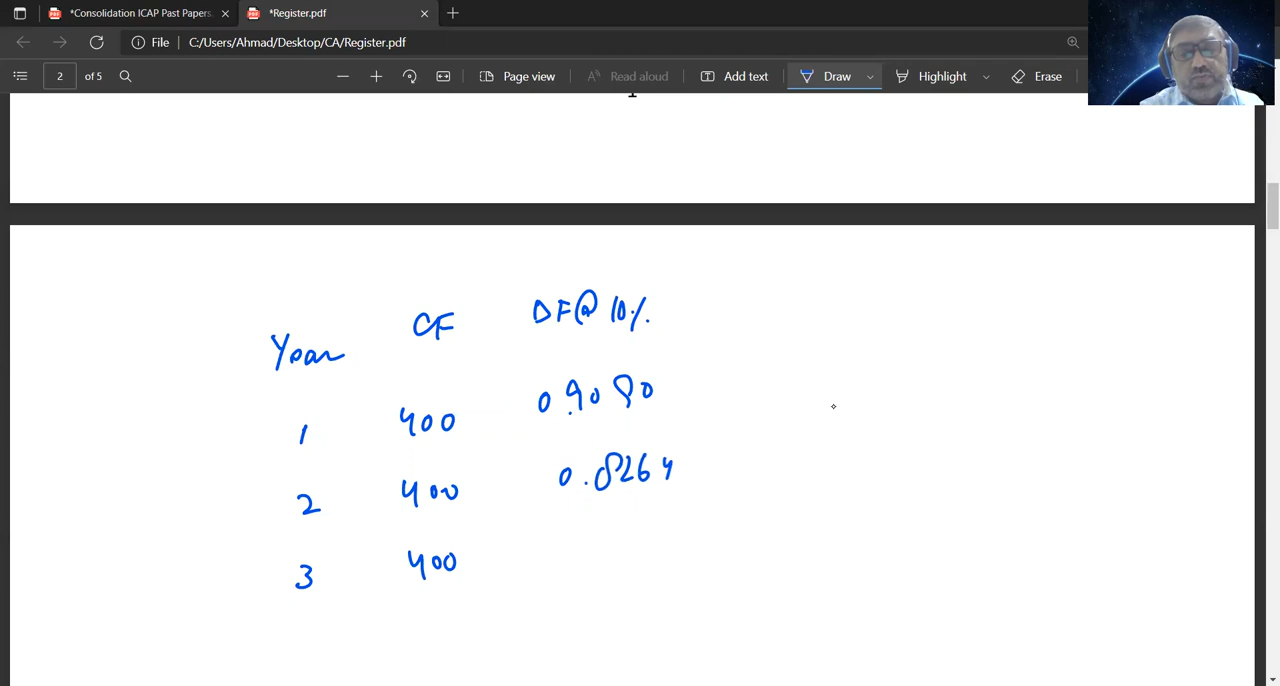 *Consolidation ICAP Past Papers.
*Register.pdf
File C:/Users/Ahmad/Desktop/CA/Register.pdf
2 of 5 Page view Read aloud Add text Draw Highlight Erase
Year CF DF@ 10%
1 400 0.9090
2 400 0.8264
3 400